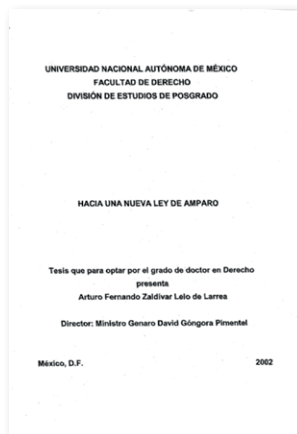 UNIVERSIDAD NACIONAL AUTÓNOMA DE MÉXICO
FACULTAD DE DERECHO
DIVISIÓN DE ESTUDIOS DE POSGRADO
HACIA UNA NUEVA LEY DE AMPARO
Tesis que para optar por el grado de doctor en Derecho
presenta
Arturo Fernando Zaldívar Lelo de Larrea
Director: Ministro Genaro David Góngora Pimentel
México, D.F. 2002